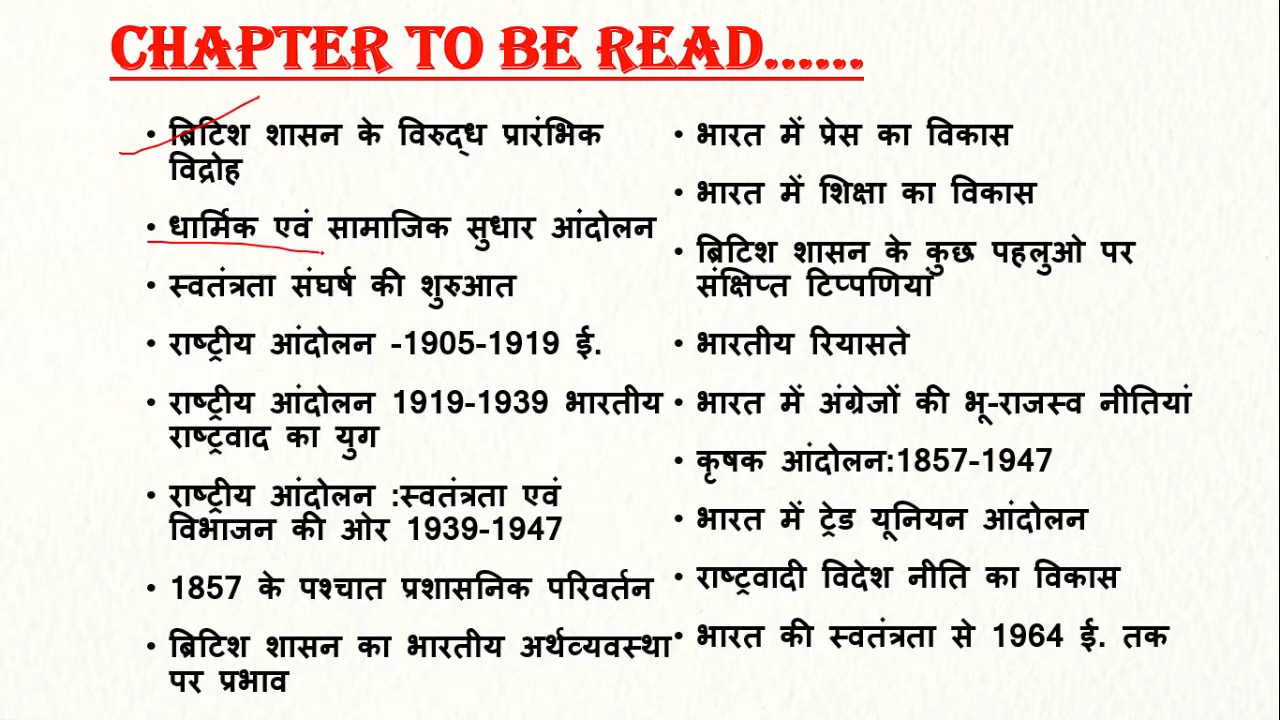 CHAPTER TO BE READ......
• ब्रिटिश शासन के विरुद्ध प्रारंभिक
विद्रोह
• धार्मिक एवं सामाजिक सुधार आंदोलन
• स्वतंत्रता संघर्ष की शुरुआत
• राष्ट्रीय आंदोलन -1905-1919 ई.
• राष्ट्रीय आंदोलन 1919-1939 भारतीय
राष्ट्रवाद का युग
• राष्ट्रीय आंदोलन :स्वतंत्रता एवं
विभाजन की ओर 1939-1947
• 1857 के पश्चात प्रशासनिक परिवर्तन
• ब्रिटिश शासन का भारतीय अर्थव्यवस्था
पर प्रभाव
• भारत में प्रेस का विकास
• भारत में शिक्षा का विकास
• ब्रिटिश शासन के कुछ पहलुओ पर
संक्षिप्त टिप्पणियां
• भारतीय रियासते
• भारत में अंग्रेजों की भू-राजस्व नीतियां
• कृषक आंदोलन:1857-1947
• भारत में ट्रेड यूनियन आंदोलन
• राष्ट्रवादी विदेश नीति का विकास
• भारत की स्वतंत्रता से 1964 ई. तक